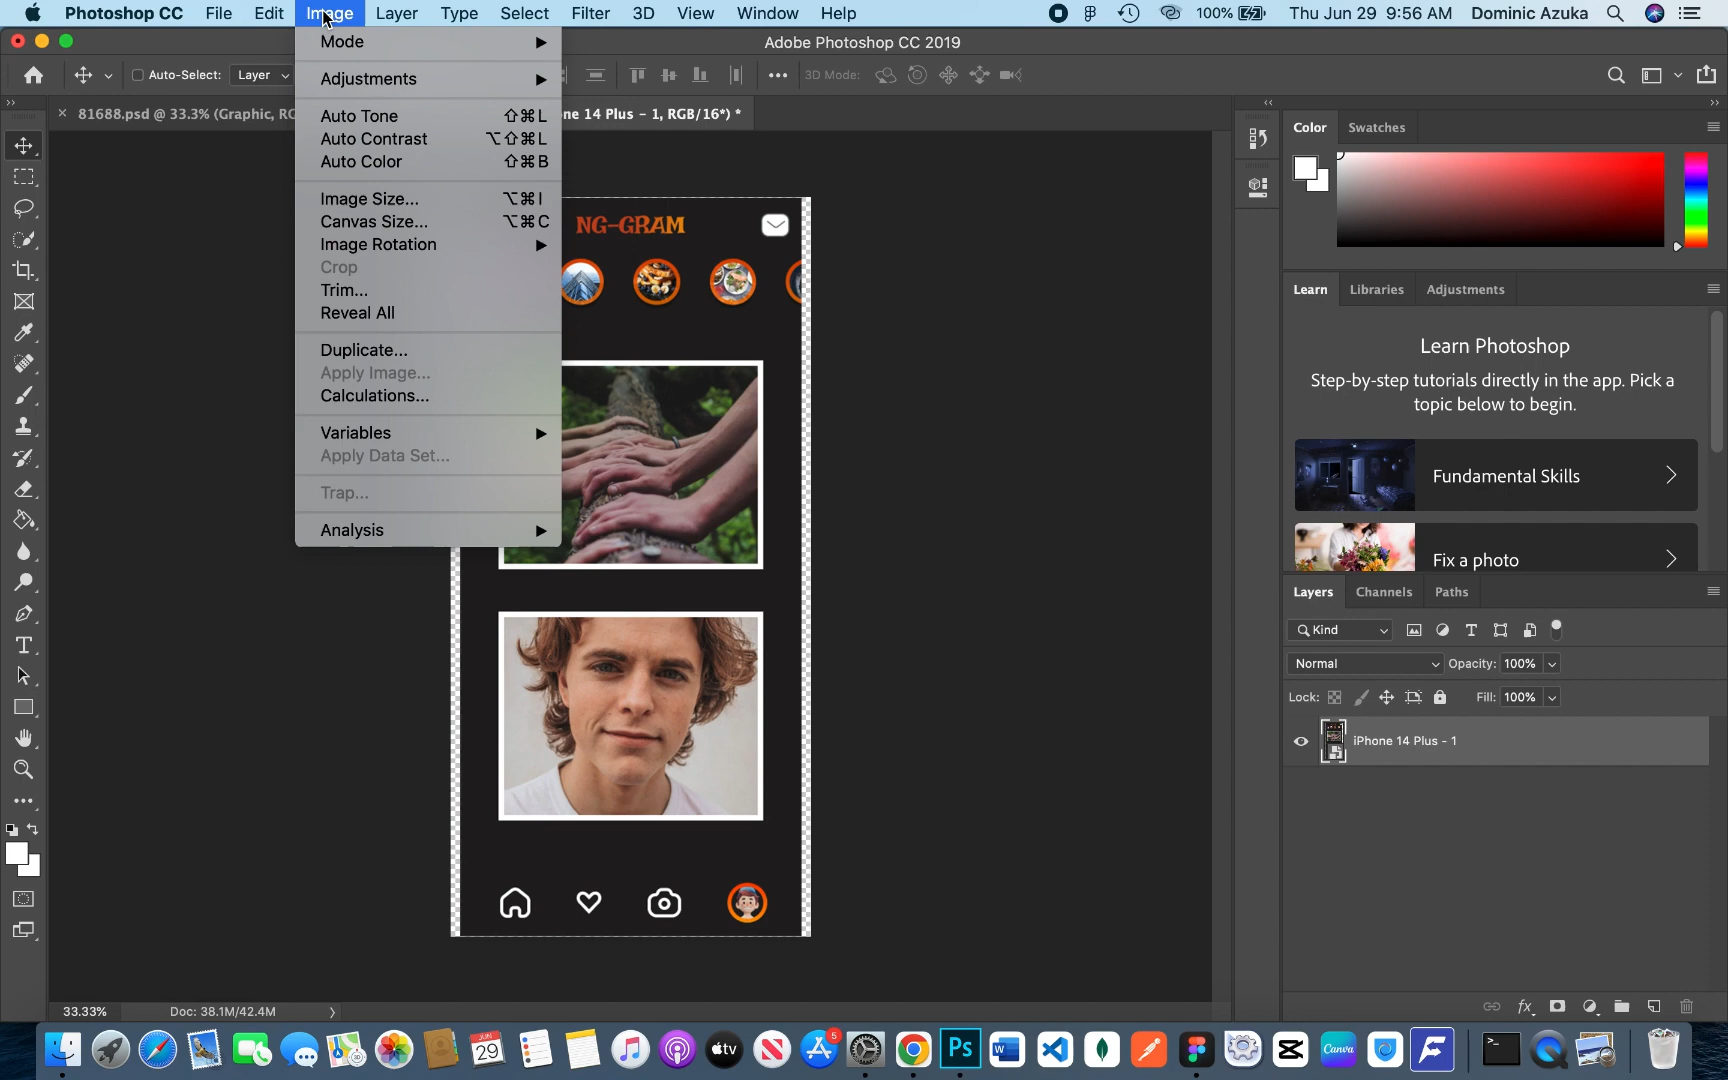 Photoshop CC File Edit Image Layer Type Select Filter 3D View Window Help 100% Thu Jun 29 9:56 AM Dominic Azuka
Adobe Photoshop CC 2019
Auto-Select: Layer 3D Mode:
81688.psd @ 33.3% (Graphic, RG
ne 14 Plus - 1, RGB/16*) *
Mode
Adjustments
Auto Tone ⇧⌘L
Auto Contrast ⌥⇧⌘L
Auto Color ⇧⌘B
Image Size... ⌥⌘I
Canvas Size... ⌥⌘C
Image Rotation
Crop
Trim...
Reveal All
Duplicate...
Apply Image...
Calculations...
Variables
Apply Data Set...
Trap...
Analysis
NG-GRAM
Color Swatches
Learn Libraries Adjustments
Learn Photoshop
Step-by-step tutorials directly in the app. Pick a
topic below to begin.
Fundamental Skills
Fix a photo
Layers Channels Paths
Kind
Normal Opacity: 100%
Lock: Fill: 100%
iPhone 14 Plus - 1
33.33% Doc: 38.1M/42.4M
JUN
29
tv
5
Ps
W
Canva